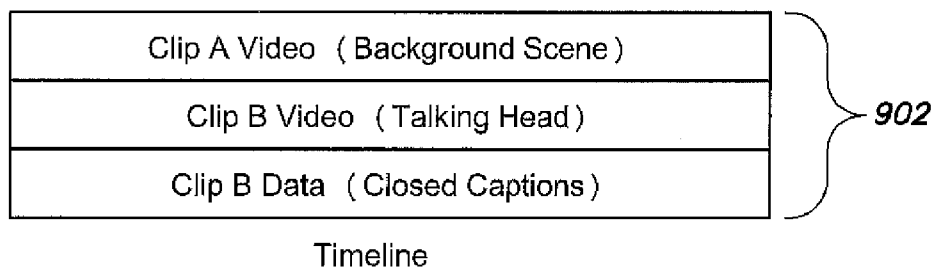 Clip A Video ( Background Scene )
Clip B Video ( Talking Head )
Clip B Data ( Closed Captions )
902
Timeline